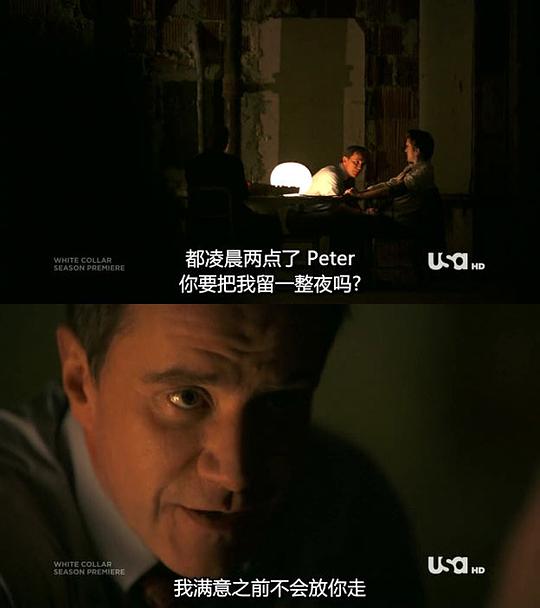 都凌晨两点了 Peter
你要把我留一整夜吗?
WHITE COLLAR
SEASON PREMIERE
usa HD
我满意之前不会放你走
WHITE COLLAR
SEASON PREMIERE
usa HD